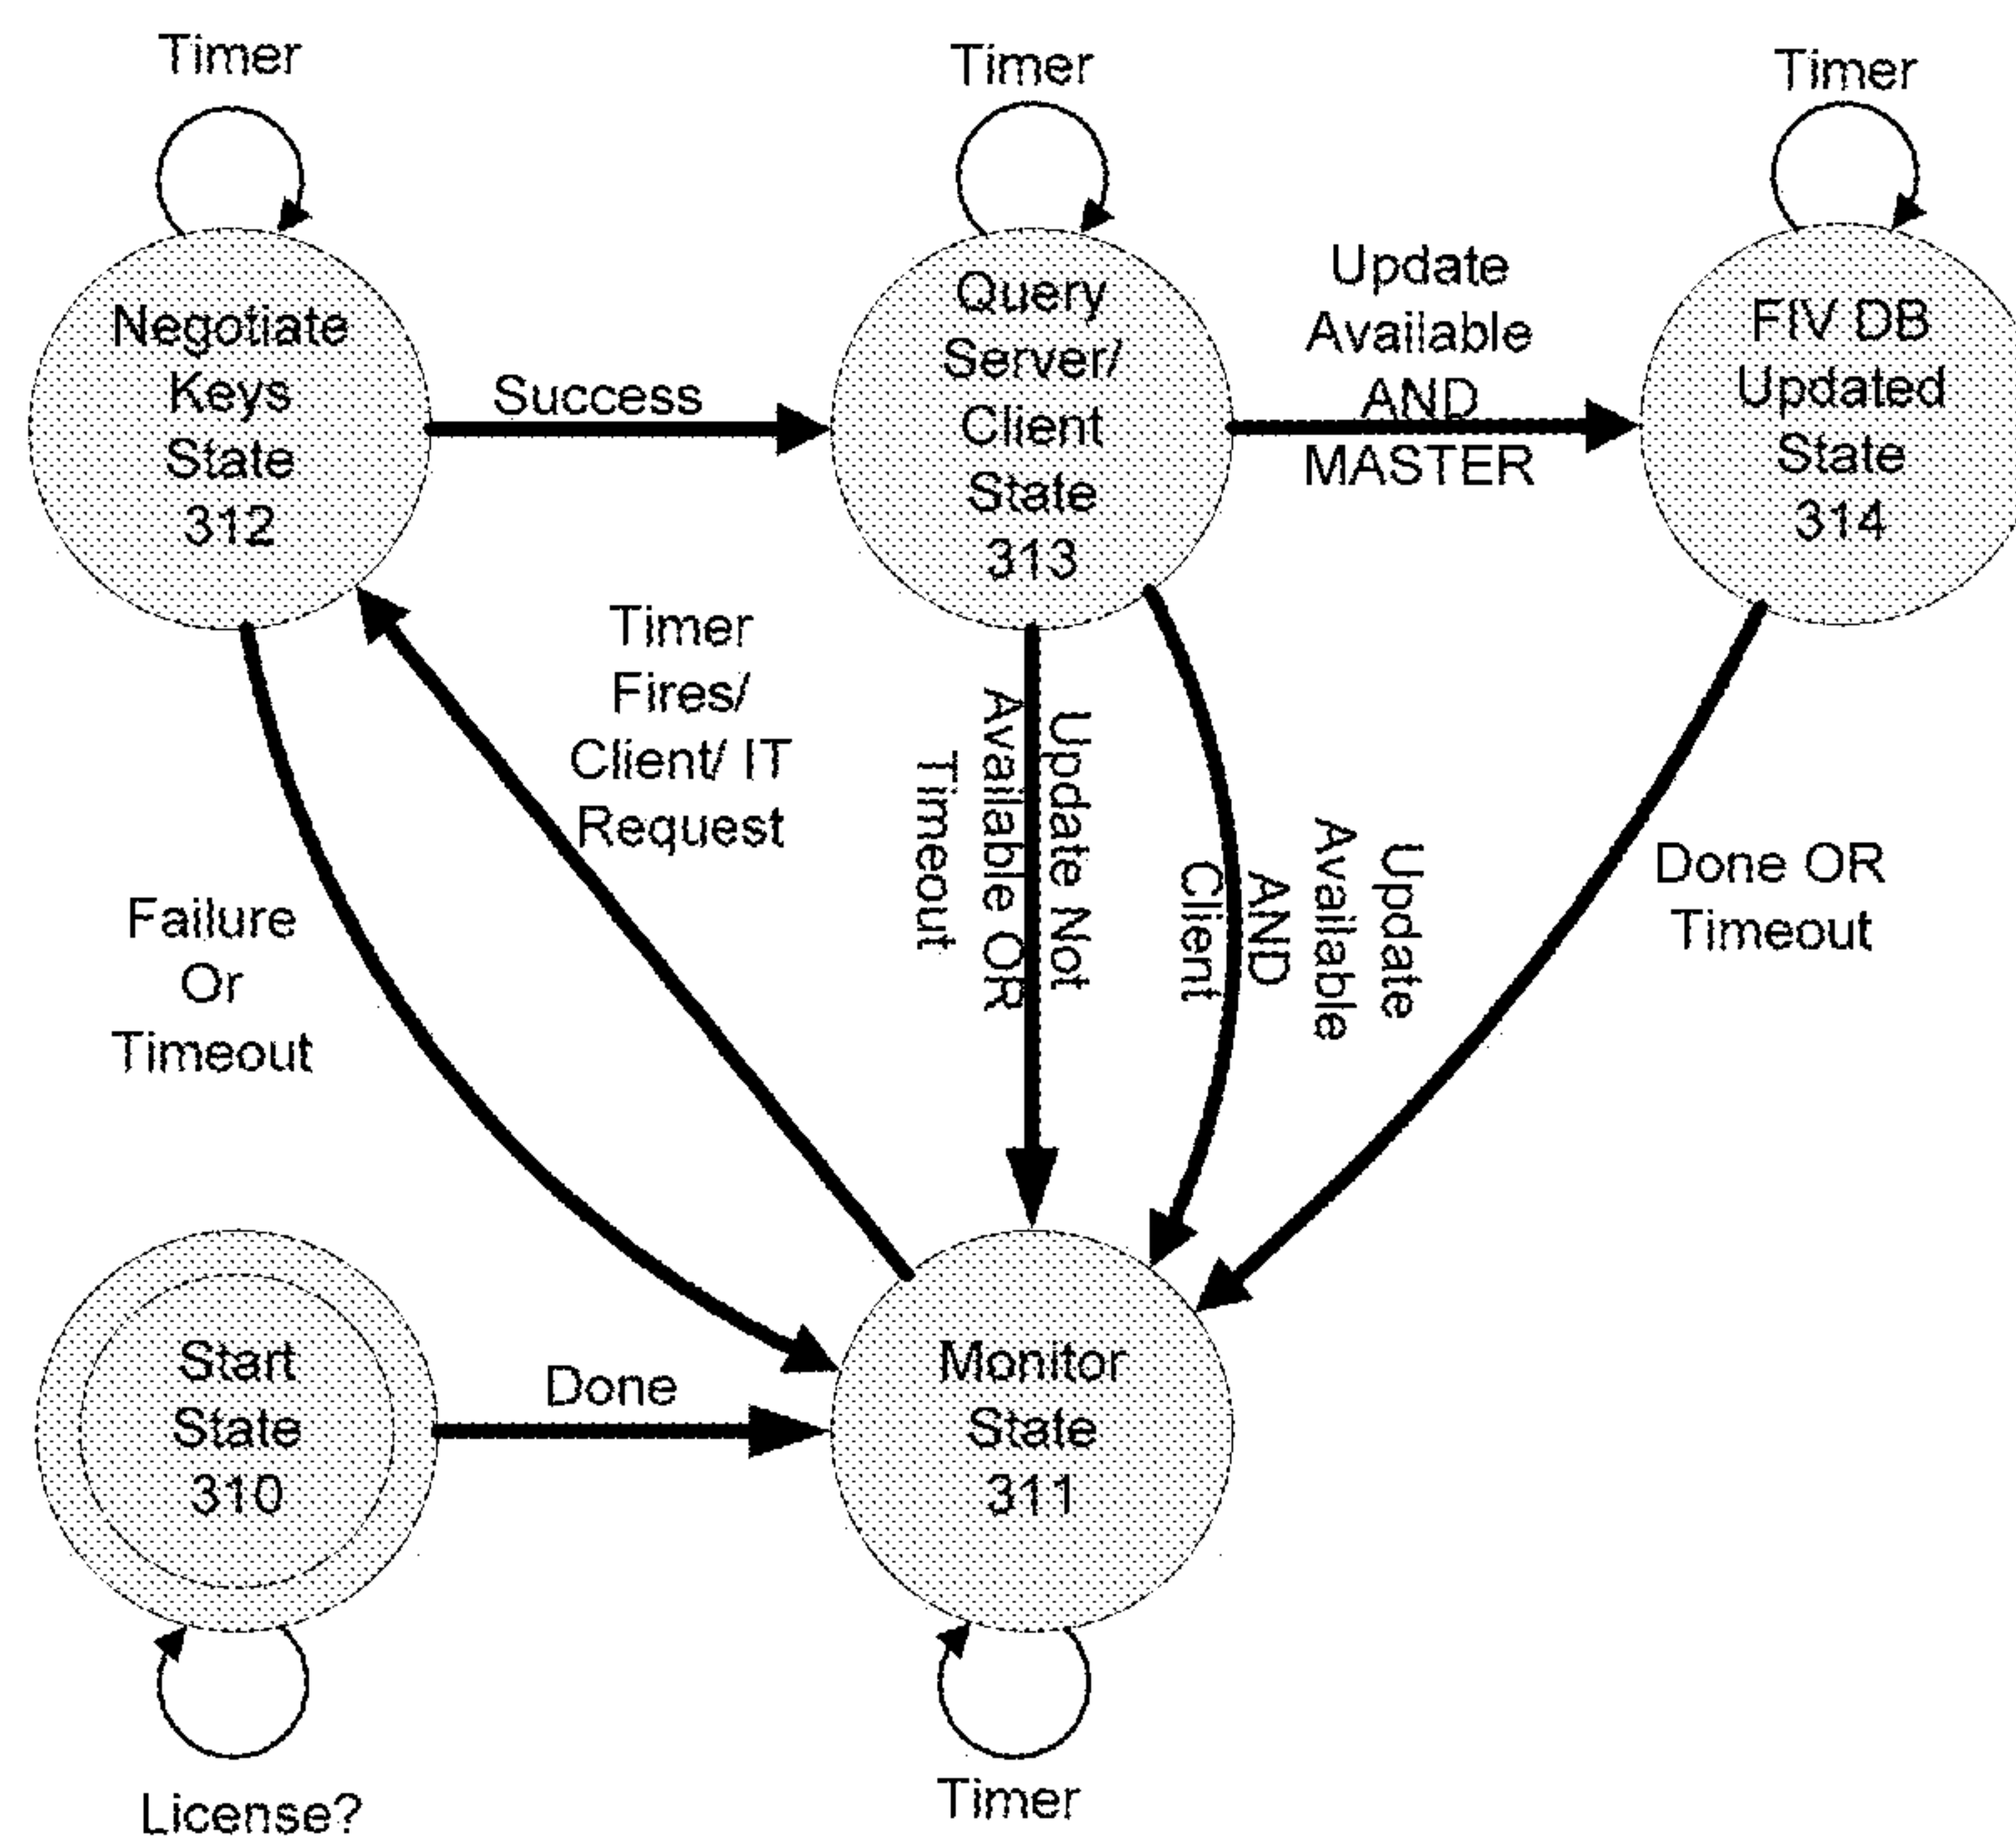 Timer
Timer
Timer
Negotiate
Keys
State
312
Success
Query
Server/
Client
State
313
Update
Available
AND
MASTER
FIV DB
Updated
State
314
Timer
Fires/
Client/ IT
Request
Failure
Or
Timeout
Update Not
Available OR
Timeout
Update
Available
AND
Client
Done OR
Timeout
Start
State
310
Done
Monitor
State
311
License?
Timer